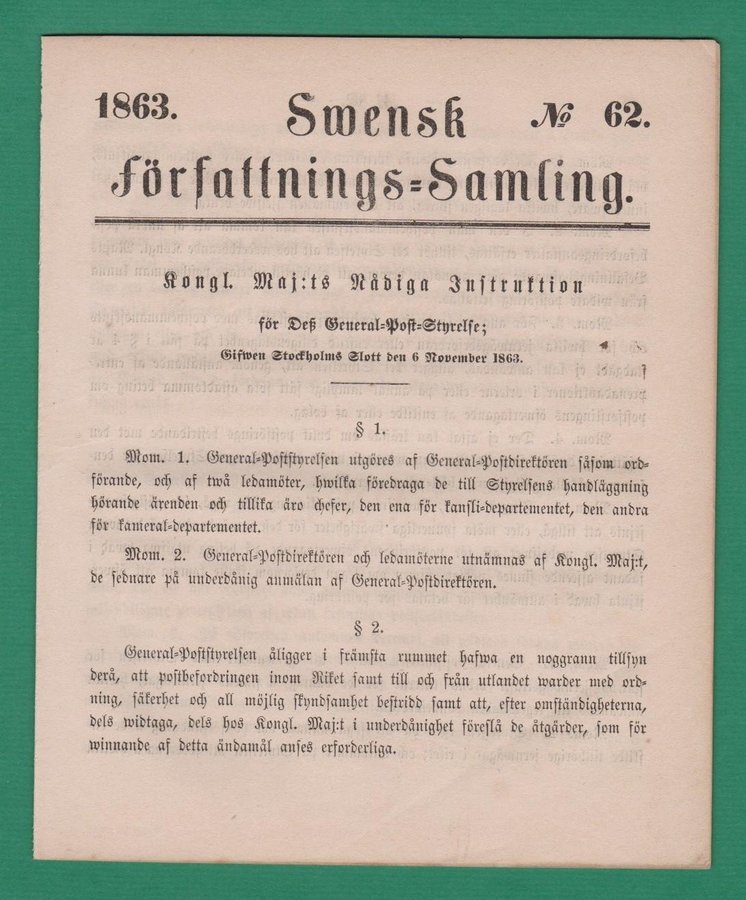 1863. Swensk № 62.
Författnings-Samling.
Kongl. Maj:ts Nådiga Instruktion
för Deß General-Post-Styrelse;
Gifwen Stockholms Slott den 6 November 1863.
§ 1.
Mom. 1. General-Poststyrelsen utgöres af General-Postdirektören såsom ord-
förande, och af twå ledamöter, hwilka föredraga de till Styrelsens handläggning
hörande ärenden och tillika äro chefer, den ena för kansli-departementet, den andra
för kameral-departementet.
Mom. 2. General-Postdirektören och ledamöterne utnämnas af Kongl. Maj:t,
de sednare på underdånig anmälan af General-Postdirektören.
§ 2.
General-Poststyrelsen åligger i främsta rummet hafwa en noggrann tillsyn
derå, att postbefordringen inom Riket samt till och från utlandet warder med ord-
ning, säkerhet och all möjlig skyndsamhet bestridd samt att, efter omständigheterna,
dels widtaga, dels hos Kongl. Maj:t i underdånighet föreslå de åtgärder, som för
winnande af detta ändamål anses erforderliga.